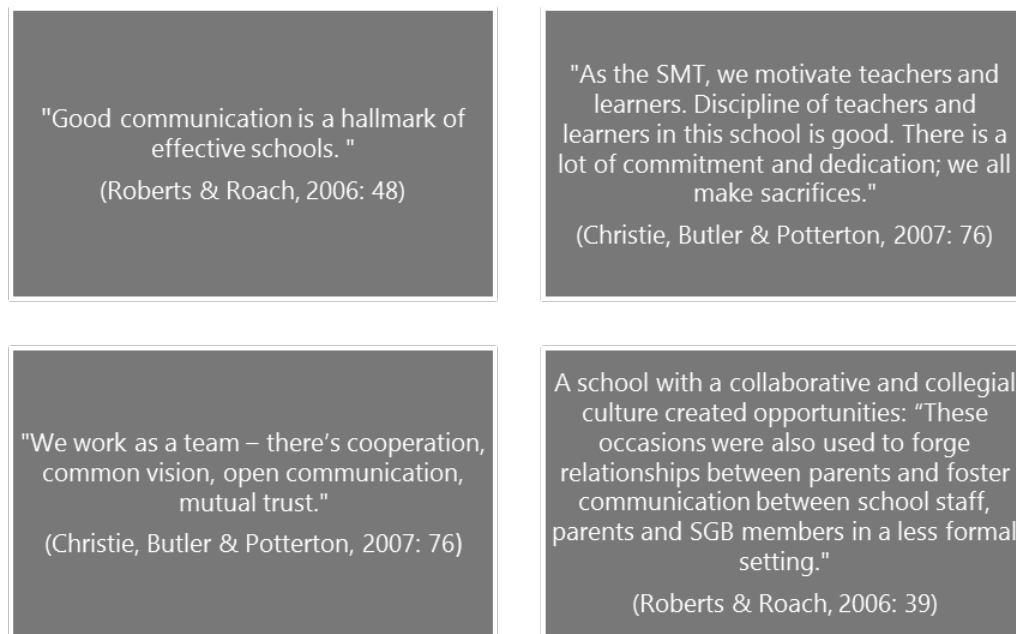 "Good communication is a hallmark of
effective schools. "
(Roberts & Roach, 2006: 48)
"As the SMT, we motivate teachers and
learners. Discipline of teachers and
learners in this school is good. There is a
lot of commitment and dedication; we all
make sacrifices."
(Christie, Butler & Potterton, 2007: 76)
"We work as a team – there’s cooperation,
common vision, open communication,
mutual trust."
(Christie, Butler & Potterton, 2007: 76)
A school with a collaborative and collegial
culture created opportunities: “These
occasions were also used to forge
relationships between parents and foster
communication between school staff,
parents and SGB members in a less formal
setting."
(Roberts & Roach, 2006: 39)